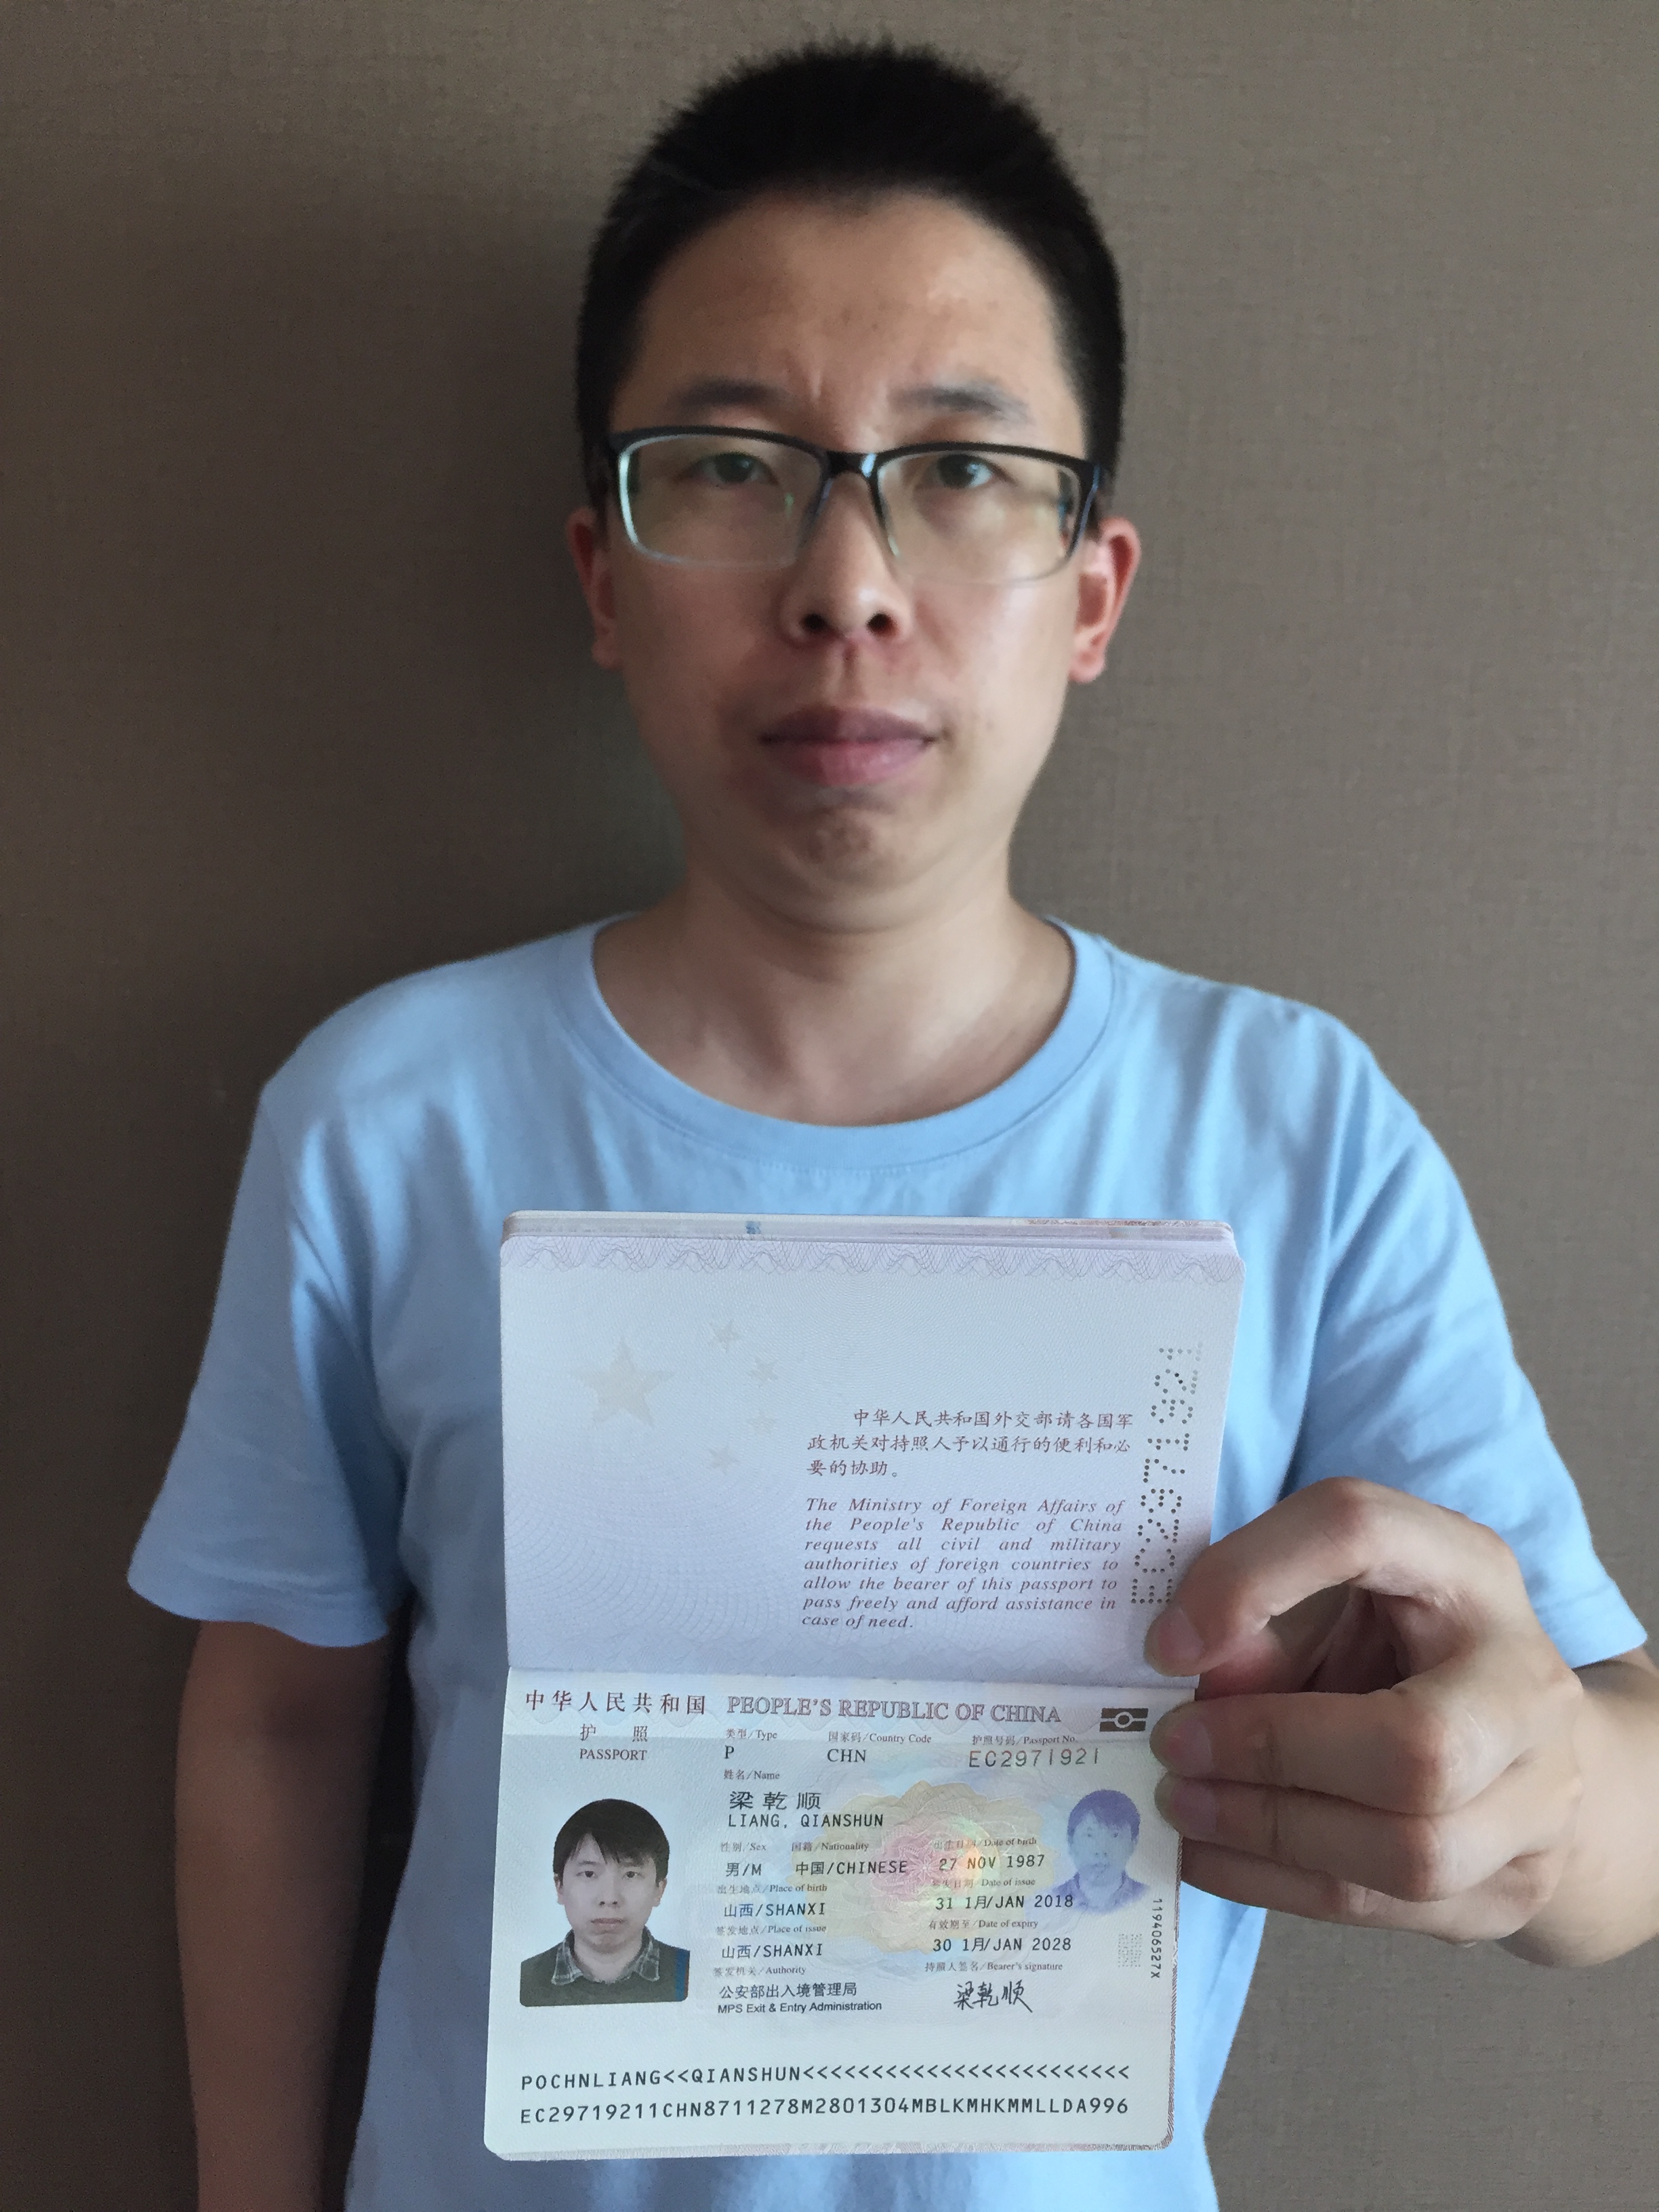 中华人民共和国外交部请各国军
政机关对持照人予以通行的便利和必
要的协助。
The Ministry of Foreign Affairs of
the People's Republic of China
requests all civil and military
authorities of foreign countries to
allow the bearer of this passport to
pass freely and afford assistance in
case of need.
EC2971921
中华人民共和国 PEOPLE'S REPUBLIC OF CHINA
护 照
PASSPORT
类型/Type 国家码/Country Code 护照号码/Passport No.
P CHN EC2971921
姓名/Name
梁乾顺
LIANG, QIANSHUN
性别/Sex 国籍/Nationality 出生日期/Date of birth
男/M 中国/CHINESE 27 NOV 1987
出生地点/Place of birth 签发日期/Date of issue
山西/SHANXI 31 1月/JAN 2018
签发地点/Place of issue 有效期至/Date of expiry
山西/SHANXI 30 1月/JAN 2028
签发机关/Authority 持照人签名/Bearer's signature
公安部出入境管理局 梁乾顺
MPS Exit & Entry Administration
119406527X
POCHNLIANG<<QIANSHUN<<<<<<<<<<<<<<<<<<<<<<<<
EC29719211CHN8711278M2801304MBLKMHKMMLLDA996